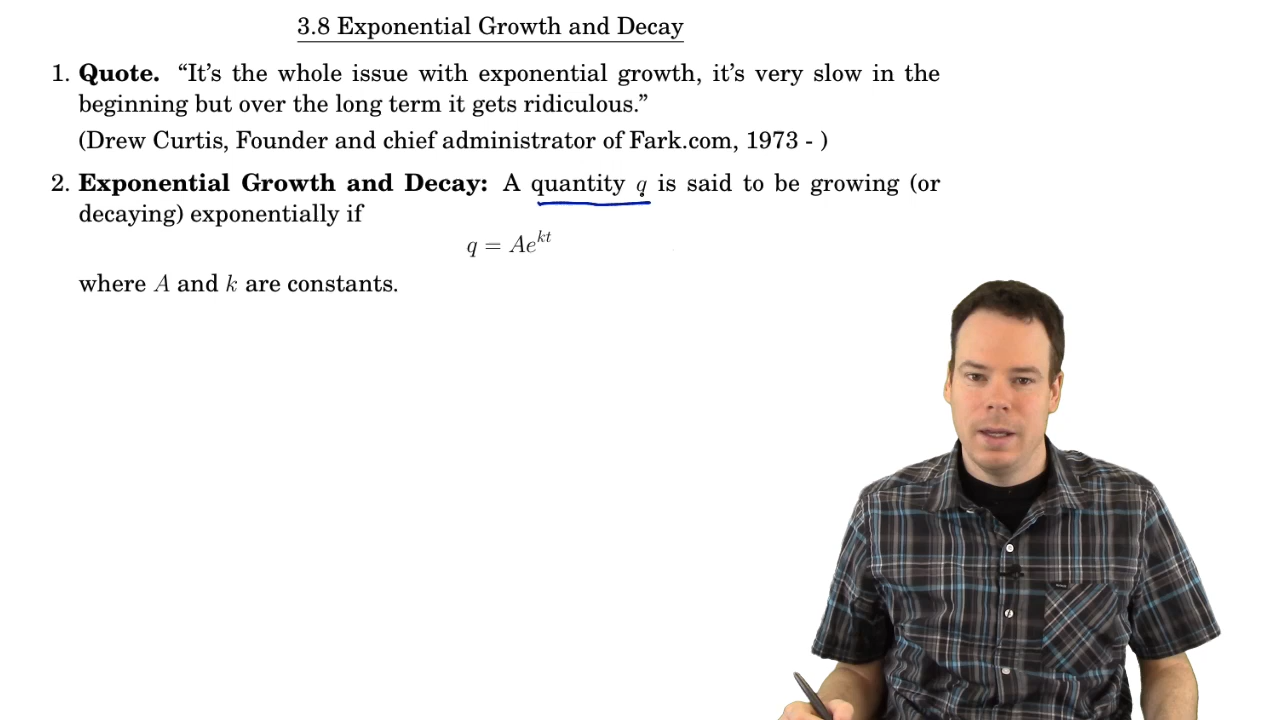 3.8 Exponential Growth and Decay
1. Quote. “It’s the whole issue with exponential growth, it’s very slow in the
beginning but over the long term it gets ridiculous.”
(Drew Curtis, Founder and chief administrator of Fark.com, 1973 - )
2. Exponential Growth and Decay: A quantity q is said to be growing (or
decaying) exponentially if
q = Ae^{kt}
where A and k are constants.